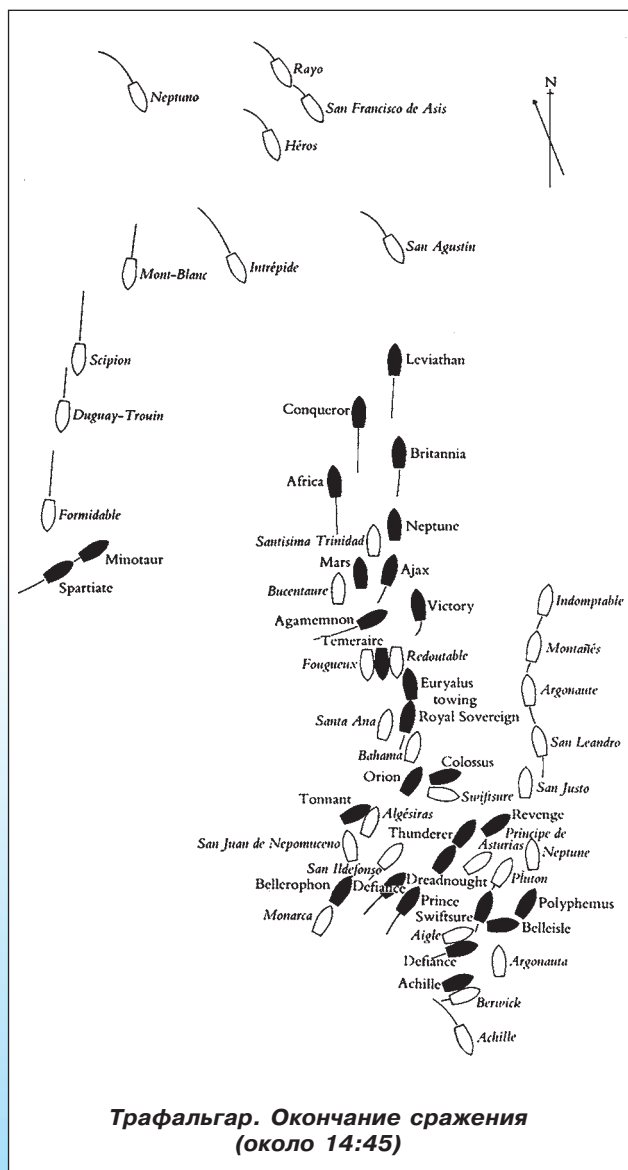 Rayo
N
Neptuno
San Francisco de Asis
Héros
San Agustín
Mont-Blanc
Intrépide
Scipion
Leviathan
Duguay-Trouin
Conqueror
Britannia
Africa
Formidable
Neptune
Santisima Trinidad
Minotaur
Mars
Ajax
Spartiate
Bucentaure
Victory
Indomptable
Agamemnon
Temeraire
Montañés
Fougueux
Redoutable
Euryalus
towing
Argonaute
Royal Sovereign
Santa Ana
San Leandro
Bahama
Colossus
Orion
Swiftsure
San Justo
Tonnant
Algésiras
Revenge
Thunderer
Principe de
Asturias
San Juan de Nepomuceno
Neptune
San Ildefonso
Dreadnought
Pluton
Bellerophon
Defiance
Prince
Polyphemus
Monarca
Swiftsure
Belleisle
Aigle
Defiance
Argonauta
Achille
Berwick
Achille
Трафальгар. Окончание сражения
(около 14:45)